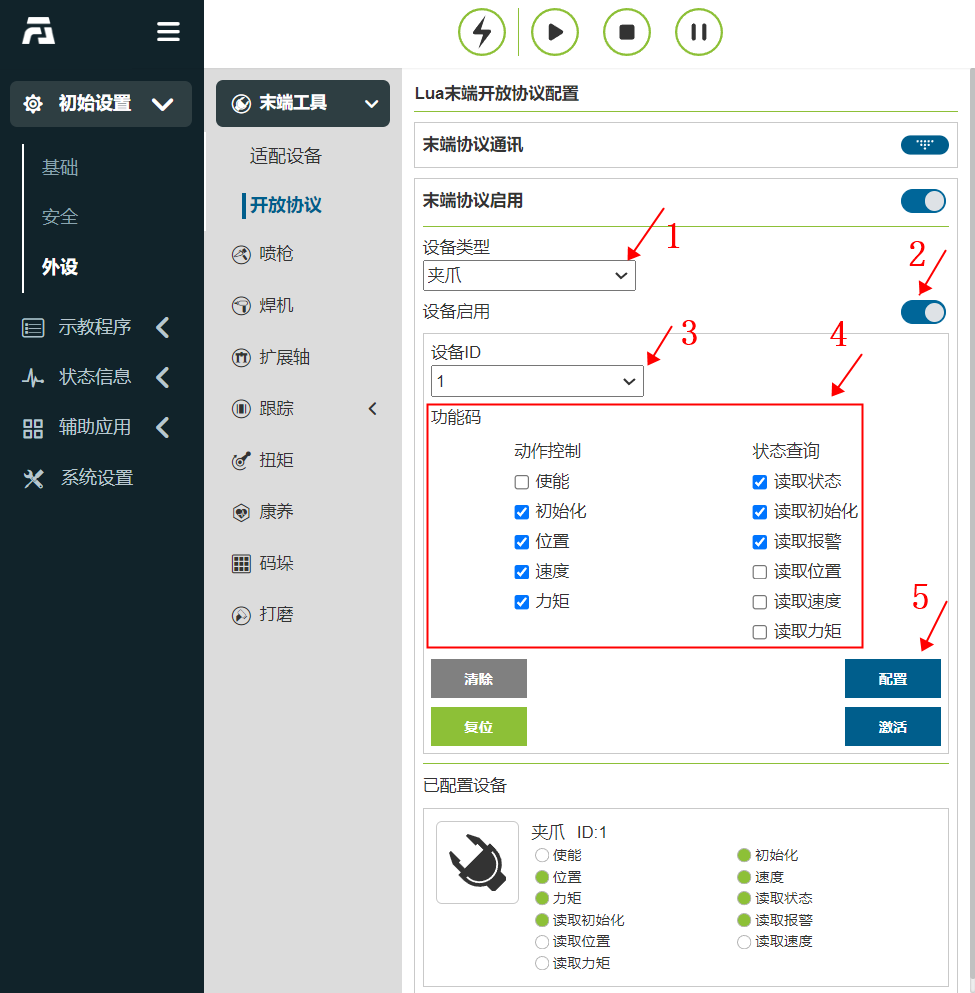 初始设置
基础
安全
外设
示教程序
状态信息
辅助应用
系统设置
末端工具
适配设备
开放协议
喷枪
焊机
扩展轴
跟踪
扭矩
康养
码垛
打磨
Lua末端开放协议配置
末端协议通讯
末端协议启用
设备类型
1
夹爪
2
设备启用
3
4
设备ID
1
功能码
动作控制
状态查询
使能
读取状态
初始化
读取初始化
位置
读取报警
速度
读取位置
力矩
读取速度
5
读取力矩
清除
配置
复位
激活
已配置设备
夹爪 ID:1
使能
初始化
位置
速度
力矩
读取状态
读取初始化
读取报警
读取位置
读取速度
读取力矩